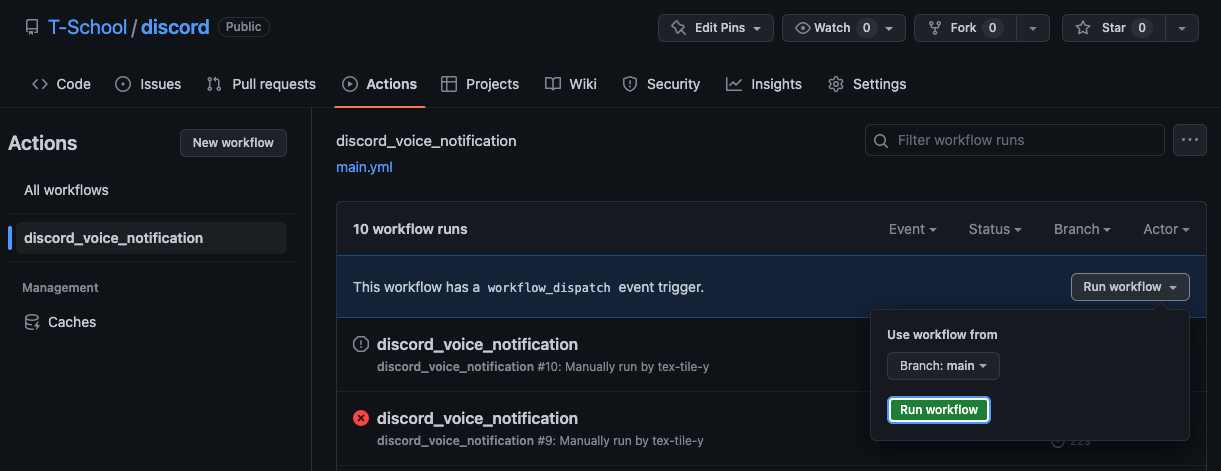 T-School / discord Public
Edit Pins Watch 0 Fork 0 Star 0
Code Issues Pull requests Actions Projects Wiki Security Insights Settings
Actions New workflow
All workflows
discord_voice_notification
Management
Caches
discord_voice_notification
main.yml
Filter workflow runs
10 workflow runs Event Status Branch Actor
This workflow has a workflow_dispatch event trigger. Run workflow
Use workflow from
Branch: main
Run workflow
discord_voice_notification
discord_voice_notification #10: Manually run by tex-tile-y
discord_voice_notification
discord_voice_notification #9: Manually run by tex-tile-y